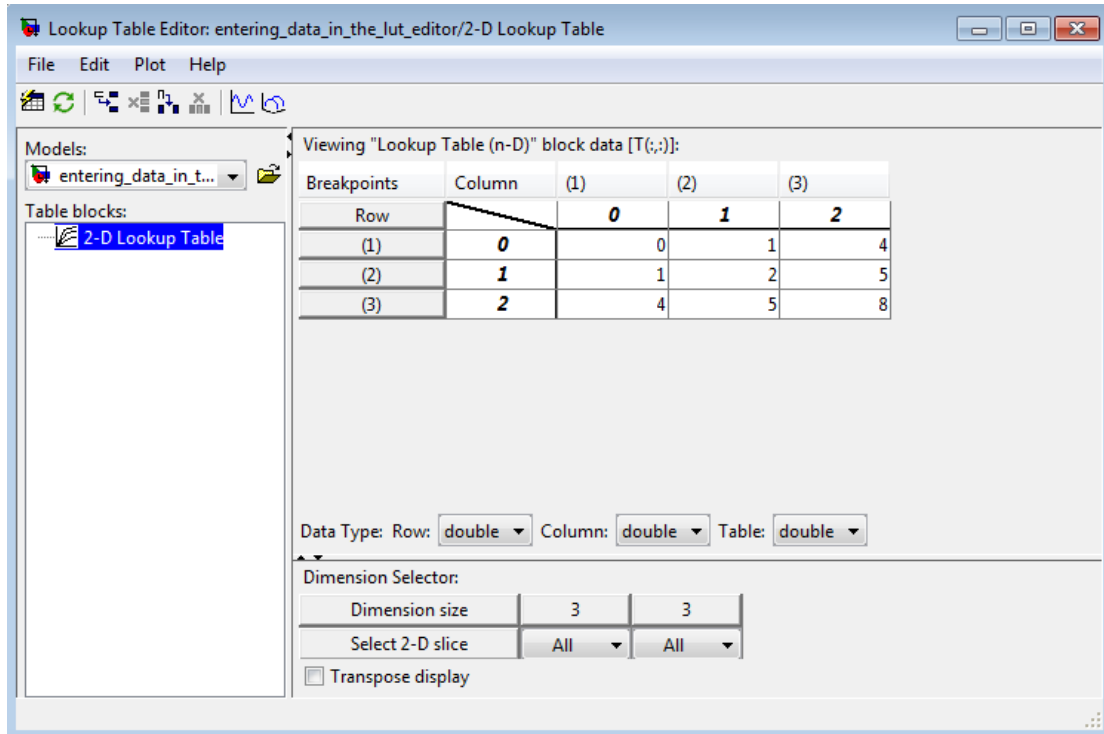 Lookup Table Editor: entering_data_in_the_lut_editor/2-D Lookup Table
File Edit Plot Help
Models:
entering_data_in_t...
Table blocks:
2-D Lookup Table
Viewing "Lookup Table (n-D)" block data [T(:,:)]:
Breakpoints Column (1) (2) (3)
Row 0 1 2
(1) 0 0 1 4
(2) 1 1 2 5
(3) 2 4 5 8
Data Type: Row: double Column: double Table: double
Dimension Selector:
Dimension size 3 3
Select 2-D slice All All
Transpose display